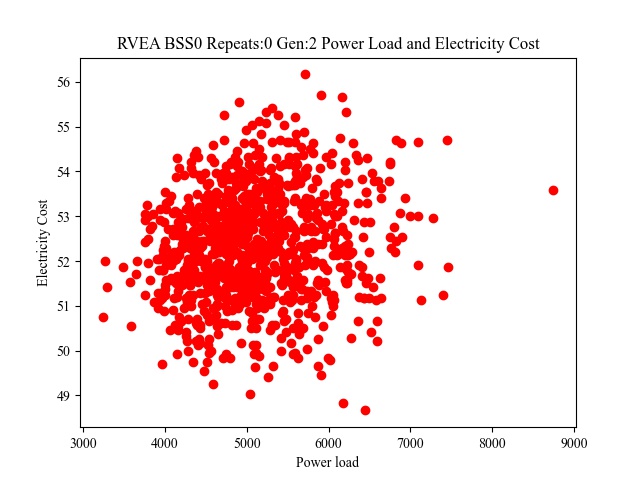 RVEA BSS0 Repeats:0 Gen:2 Power Load and Electricity Cost
56
55
54
53
52
51
50
49
Electricity Cost
3000 4000 5000 6000 7000 8000 9000
Power load